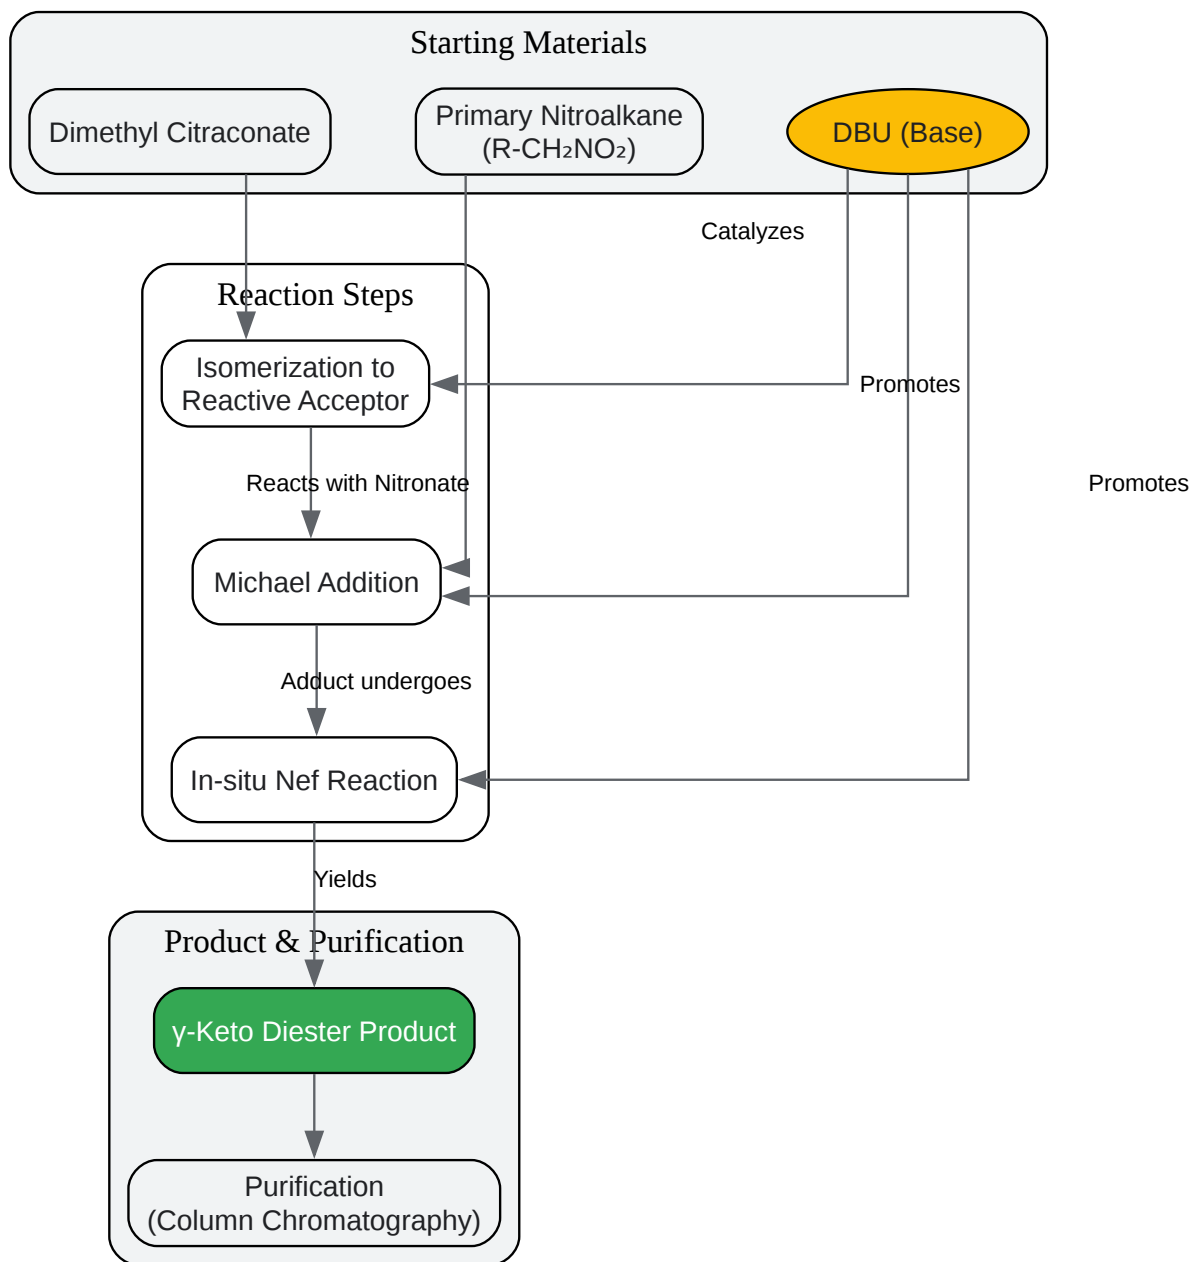 Starting Materials
Dimethyl Citraconate
Primary Nitroalkane
(R-CH₂NO₂)
DBU (Base)
Catalyzes
Reaction Steps
Isomerization to
Reactive Acceptor
Promotes
Reacts with Nitronate
Promotes
Michael Addition
Adduct undergoes
In-situ Nef Reaction
Yields
Product & Purification
γ-Keto Diester Product
Purification
(Column Chromatography)